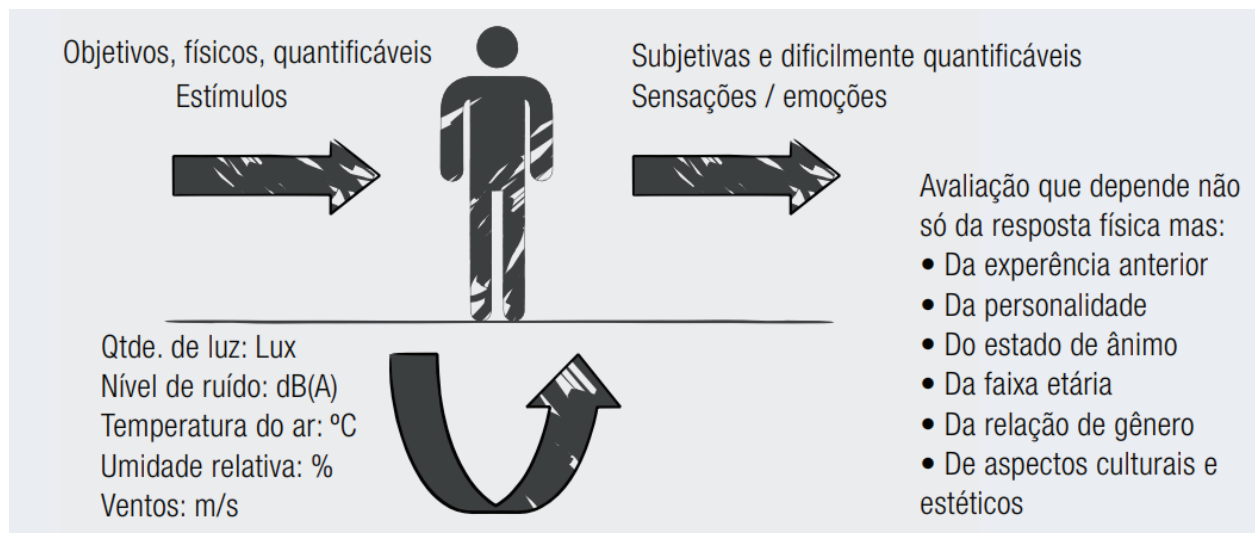 Objetivos, físicos, quantificáveis
Estímulos
Subjetivas e dificilmente quantificáveis
Sensações / emoções
Qtde. de luz: Lux
Nível de ruído: dB(A)
Temperatura do ar: ºC
Umidade relativa: %
Ventos: m/s
Avaliação que depende não
só da resposta física mas:
• Da experência anterior
• Da personalidade
• Do estado de ânimo
• Da faixa etária
• Da relação de gênero
• De aspectos culturais e
estéticos